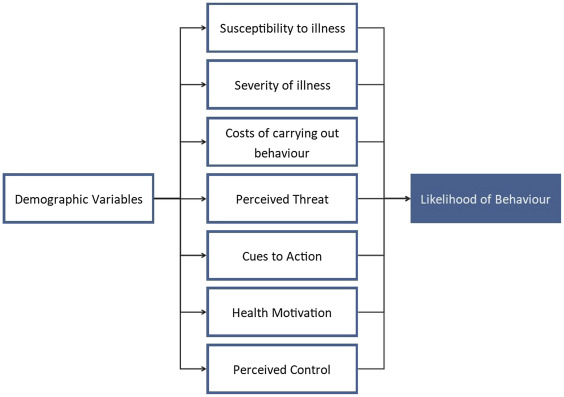 Susceptibility to illness
Severity of illness
Costs of carrying out
behaviour
Demographic Variables
Perceived Threat
Likelihood of Behaviour
Cues to Action
Health Motivation
Perceived Control